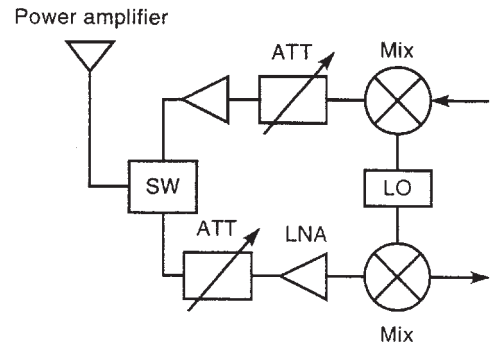 Power amplifier
ATT
Mix
SW
LO
ATT
LNA
Mix